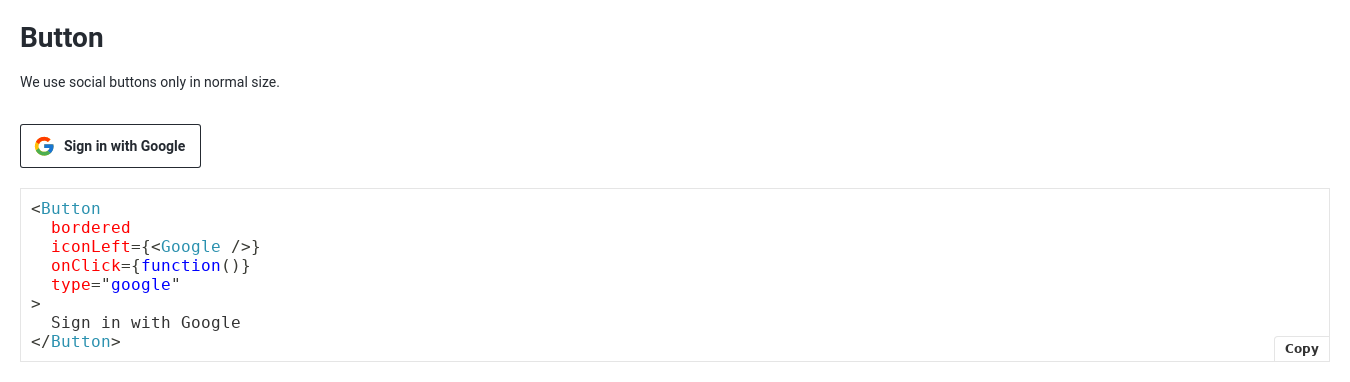 Button
We use social buttons only in normal size.
Sign in with Google
<Button
  bordered
  iconLeft={<Google />}
  onClick={function()}
  type="google"
>
  Sign in with Google
</Button>
Copy